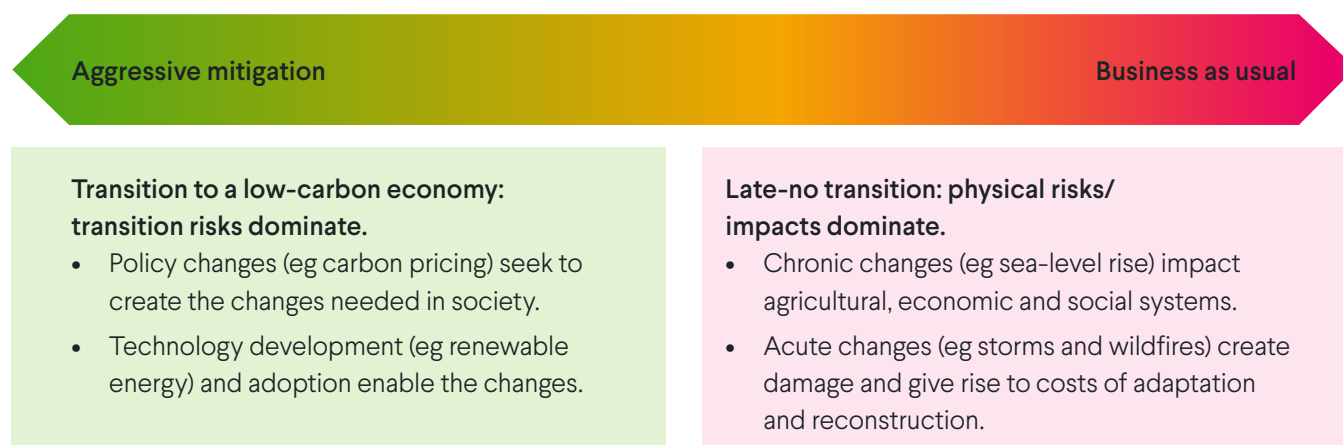 Aggressive mitigation
Business as usual
Transition to a low-carbon economy:
transition risks dominate.
• Policy changes (eg carbon pricing) seek to
create the changes needed in society.
• Technology development (eg renewable
energy) and adoption enable the changes.
Late-no transition: physical risks/
impacts dominate.
• Chronic changes (eg sea-level rise) impact
agricultural, economic and social systems.
• Acute changes (eg storms and wildfires) create
damage and give rise to costs of adaptation
and reconstruction.